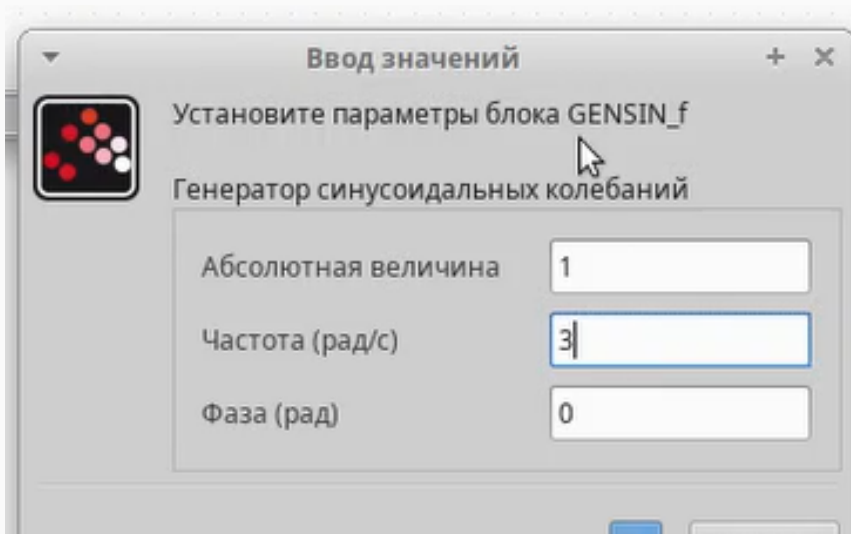 Ввод значений
Установите параметры блока GENSIN_f
Генератор синусоидальных колебаний
Абсолютная величина 1
Частота (рад/с) 3
Фаза (рад) 0